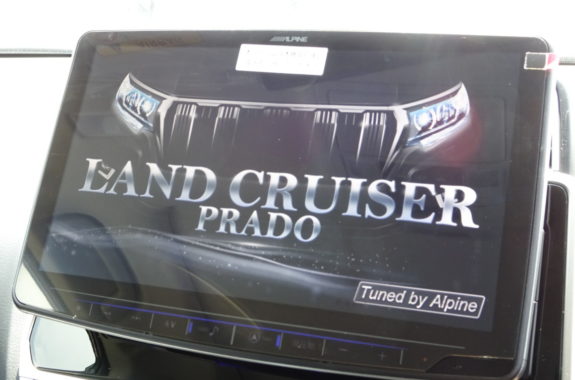 ALPINE
LAND CRUISER
PRADO
Tuned by Alpine